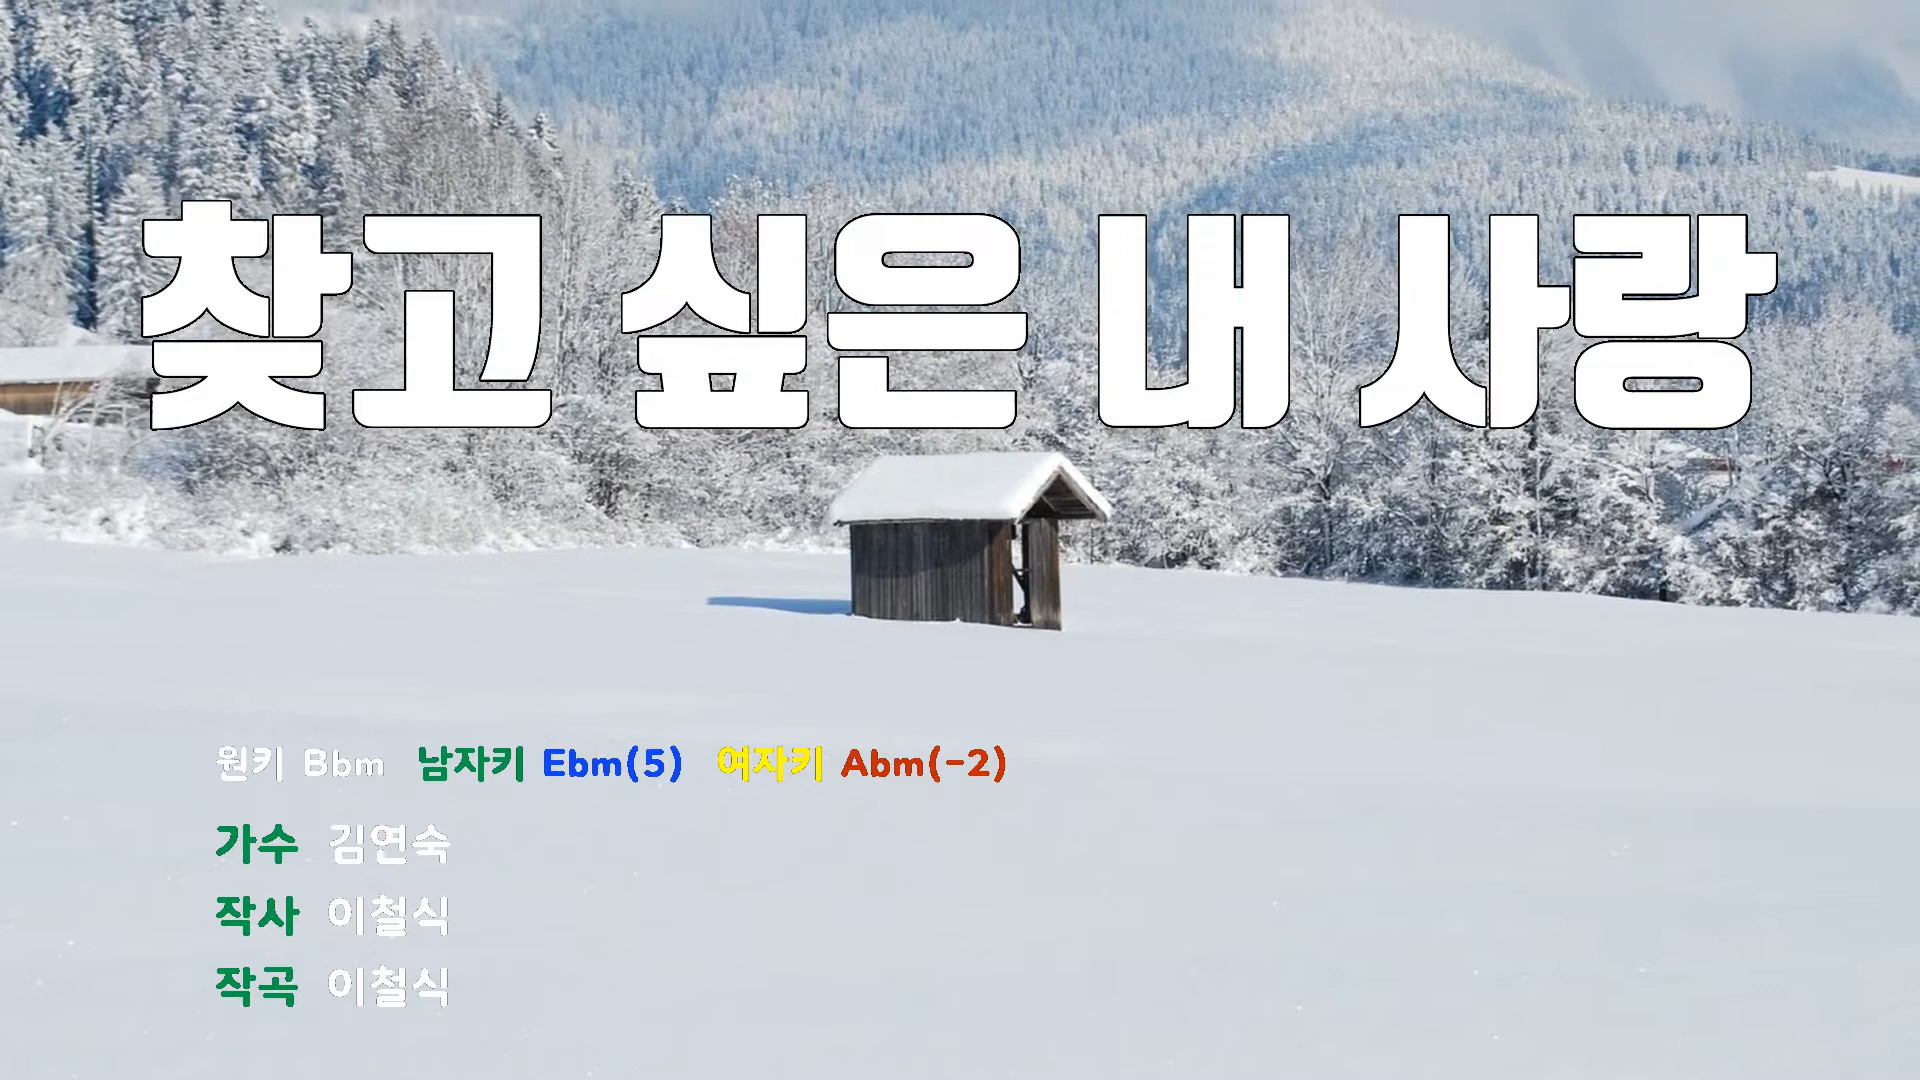 찾고 싶은 내 사랑
원키 Bbm 남자키 Ebm(5) 여자키 Abm(-2)
가수 김연숙
작사 이철식
작곡 이철식